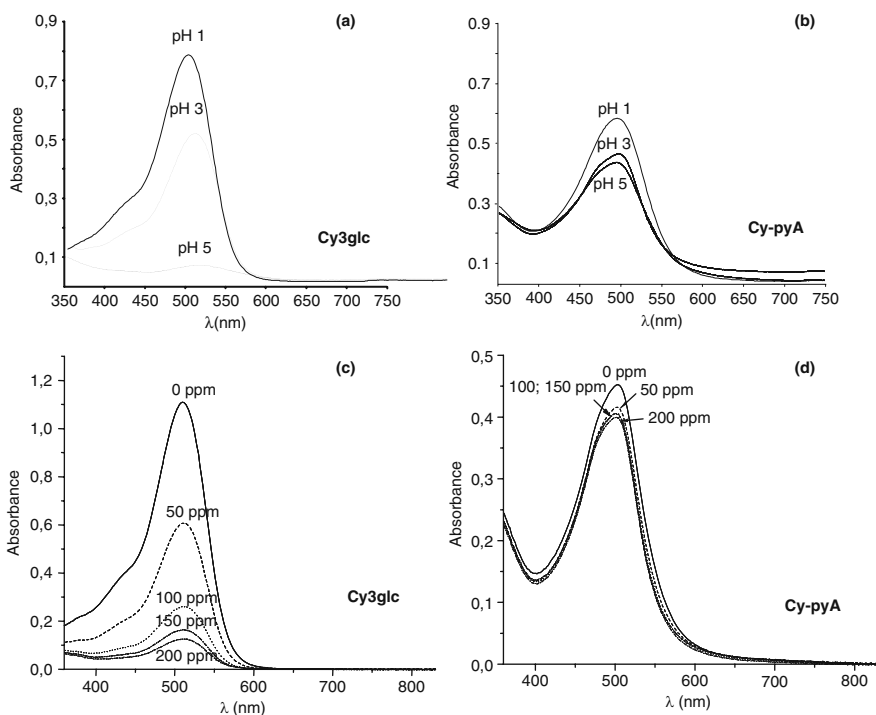 (a)
0,9
pH 1
0,7
pH 3
0,5
Absorbance
0,3
Cy3glc
0,1
pH 5
350 400 450 500 550 600 650 700 750
λ(nm)
(b)
0.9
0.7
pH 1
0.5
pH 3
Absorbance
pH 5
0.3
Cy-pyA
0.1
350 400 450 500 550 600 650 700 750
λ(nm)
(c)
1,2
0 ppm
1,0
0,8
Absorbance
50 ppm
0,6
0,4
100 ppm
Cy3glc
0,2
150 ppm
200 ppm
0,0
400 500 600 700 800
λ (nm)
(d)
0,5
0 ppm
100; 150 ppm
50 ppm
0,4
200 ppm
0,3
Absorbance
0,2
Cy-pyA
0,1
0,0
400 500 600 700 800
λ (nm)